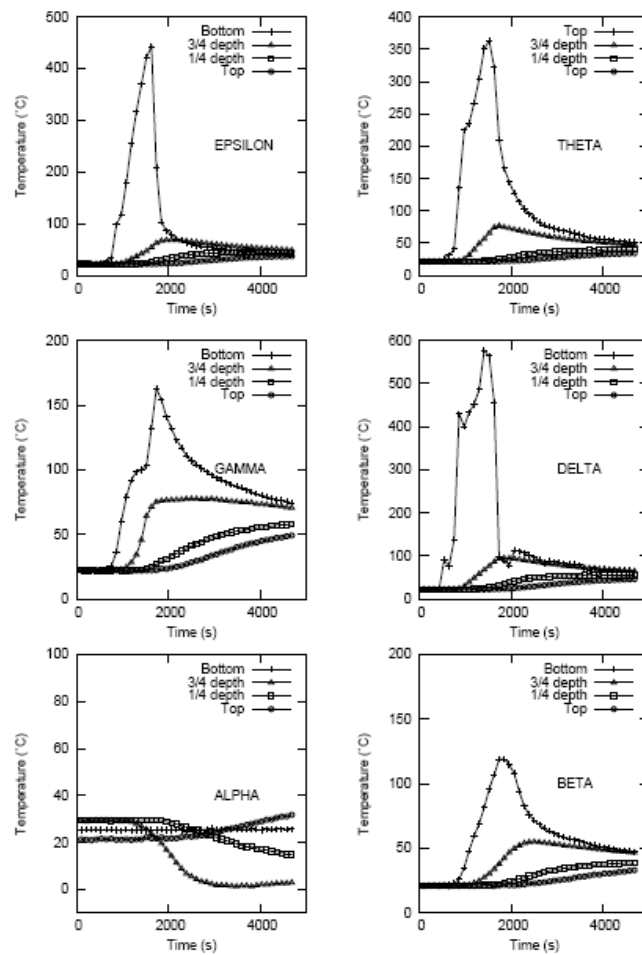 500
400
300
200
100
0
Temperature (°C)
0 2000 4000
Time (s)
Bottom
3/4 depth
1/4 depth
Top
EPSILON
400
350
300
250
200
150
100
50
0
Temperature (°C)
0 2000 4000
Time (s)
Top
3/4 depth
1/4 depth
Top
THETA
200
150
100
50
0
Temperature (°C)
0 2000 4000
Time (s)
Bottom
3/4 depth
1/4 depth
Top
GAMMA
600
500
400
300
200
100
0
Temperature (°C)
0 2000 4000
Time (s)
Bottom
3/4 depth
1/4 depth
Top
DELTA
100
80
60
40
20
0
Temperature (°C)
0 2000 4000
Time (s)
Bottom
3/4 depth
1/4 depth
Top
ALPHA
200
150
100
50
0
Temperature (°C)
0 2000 4000
Time (s)
Bottom
3/4 depth
1/4 depth
Top
BETA